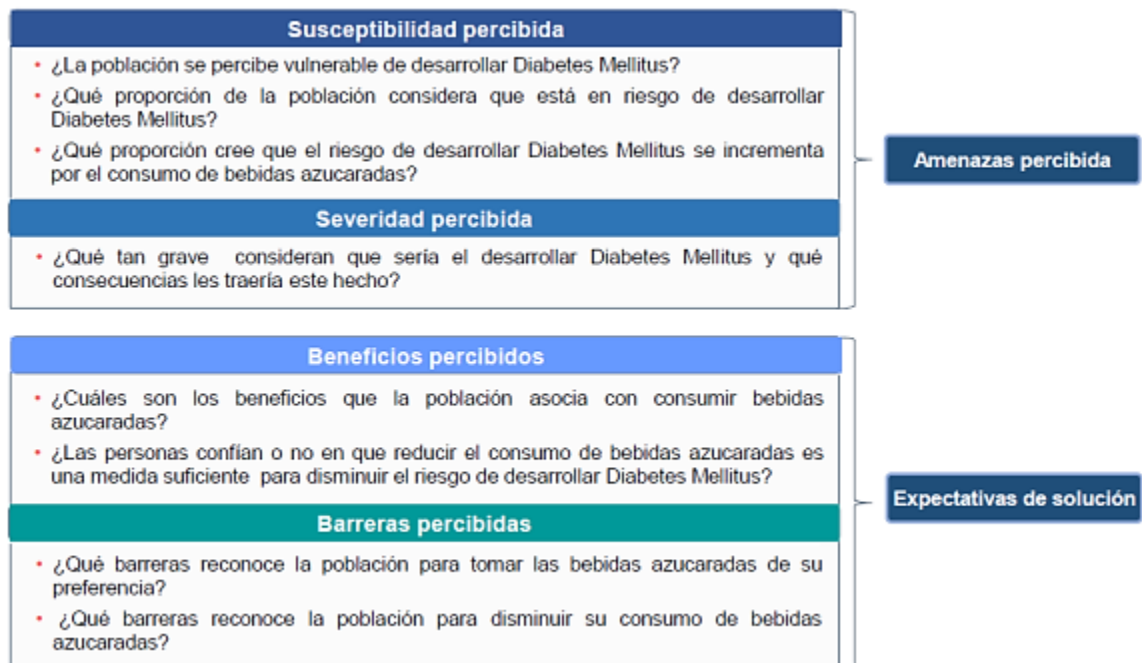 Susceptibilidad percibida
• ¿La población se percibe vulnerable de desarrollar Diabetes Mellitus?
• ¿Qué proporción de la población considera que está en riesgo de desarrollar
Diabetes Mellitus?
• ¿Qué proporción cree que el riesgo de desarrollar Diabetes Mellitus se incrementa
por el consumo de bebidas azucaradas?
Severidad percibida
• ¿Qué tan grave consideran que sería el desarrollar Diabetes Mellitus y qué
consecuencias les traería este hecho?
Amenazas percibida
Beneficios percibidos
• ¿Cuáles son los beneficios que la población asocia con consumir bebidas
azucaradas?
• ¿Las personas confían o no en que reducir el consumo de bebidas azucaradas es
una medida suficiente para disminuir el riesgo de desarrollar Diabetes Mellitus?
Barreras percibidas
• ¿Qué barreras reconoce la población para tomar las bebidas azucaradas de su
preferencia?
• ¿Qué barreras reconoce la población para disminuir su consumo de bebidas
azucaradas?
Expectativas de solución